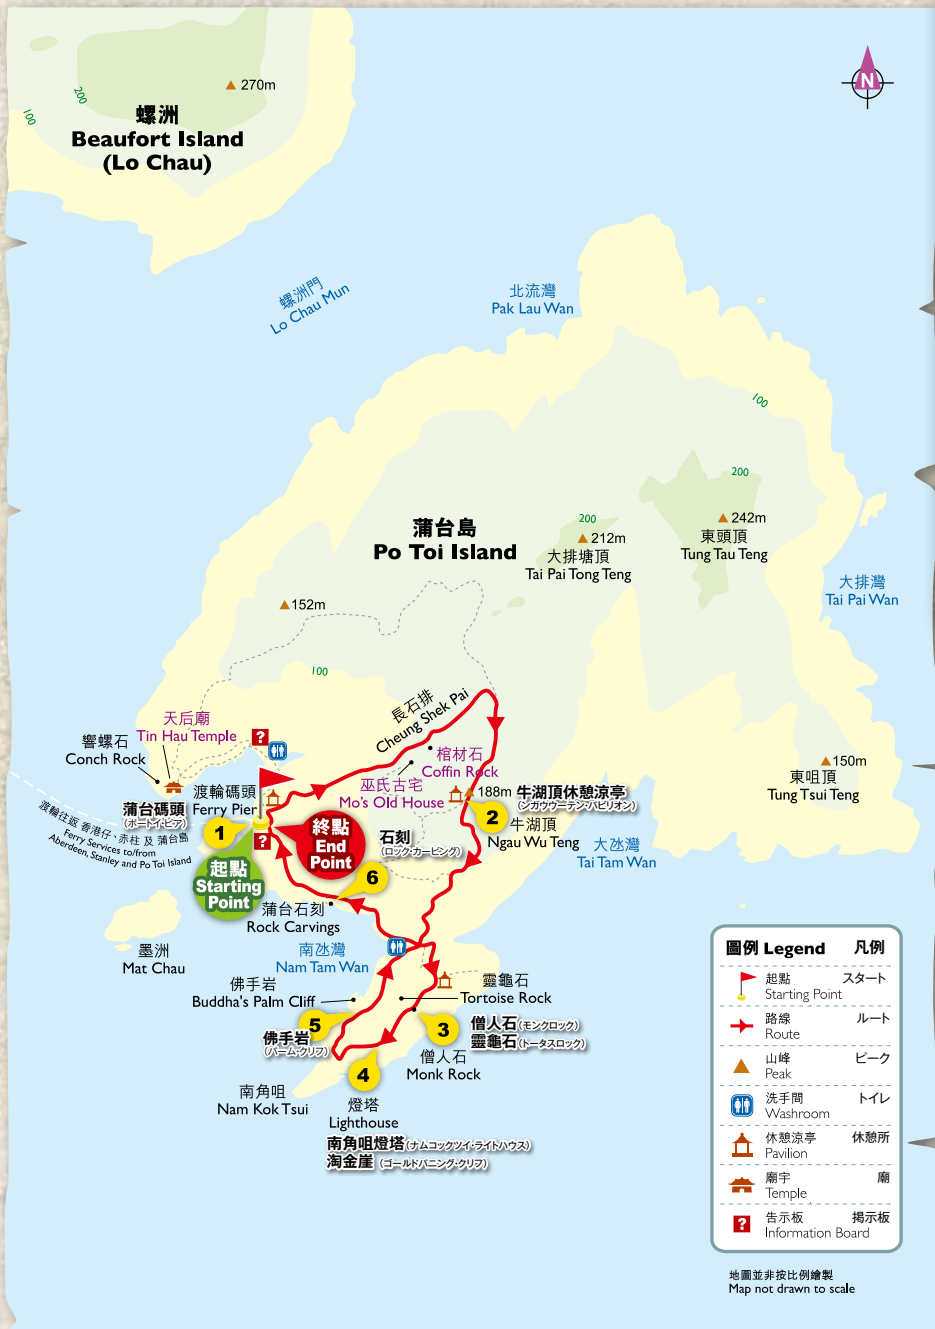 270m
200
100
螺洲
Beaufort Island
(Lo Chau)
N
螺洲門
Lo Chau Mun
北流灣
Pak Lau Wan
100
200
242m
東頭頂
Tung Tau Teng
200
212m
大排塘頂
Tai Pai Tong Teng
蒲台島
Po Toi Island
大排灣
Tai Pai Wan
152m
100
長石排
Cheung Shek Pai
天后廟
Tin Hau Temple
響螺石
Conch Rock
?
棺材石
Coffin Rock
巫氏古宅
Mo's Old House
150m
東咀頂
Tung Tsui Teng
渡輪碼頭
Ferry Pier
蒲台碼頭
(ポートイ・ピア)
1
?
渡輪往返 香港仔、赤柱 及 蒲台島
Ferry Services to/from
Aberdeen, Stanley and Po Toi Island
起點
Starting
Point
終點
End
Point
188m
牛湖頂休憩涼亭
(ンガウウーテン・パビリオン)
2
牛湖頂
Ngau Wu Teng
大氹灣
Tai Tam Wan
石刻
(ロック・カービング)
6
蒲台石刻
Rock Carvings
墨洲
Mat Chau
南氹灣
Nam Tam Wan
佛手岩
Buddha's Palm Cliff
靈龜石
Tortoise Rock
5
佛手岩
(パーム・クリフ)
3
僧人石(モンクロック)
靈龜石(トータスロック)
僧人石
Monk Rock
南角咀
Nam Kok Tsui
4
燈塔
Lighthouse
南角咀燈塔(ナムコックツイ・ライトハウス)
淘金崖 (ゴールドパニング・クリフ)
圖例 Legend 凡例
起點 スタート
Starting Point
路線 ルート
Route
山峰 ピーク
Peak
洗手間 トイレ
Washroom
休憩涼亭 休憩所
Pavilion
廟宇 廟
Temple
? 告示板 掲示板
Information Board
地圖並非按比例繪製
Map not drawn to scale